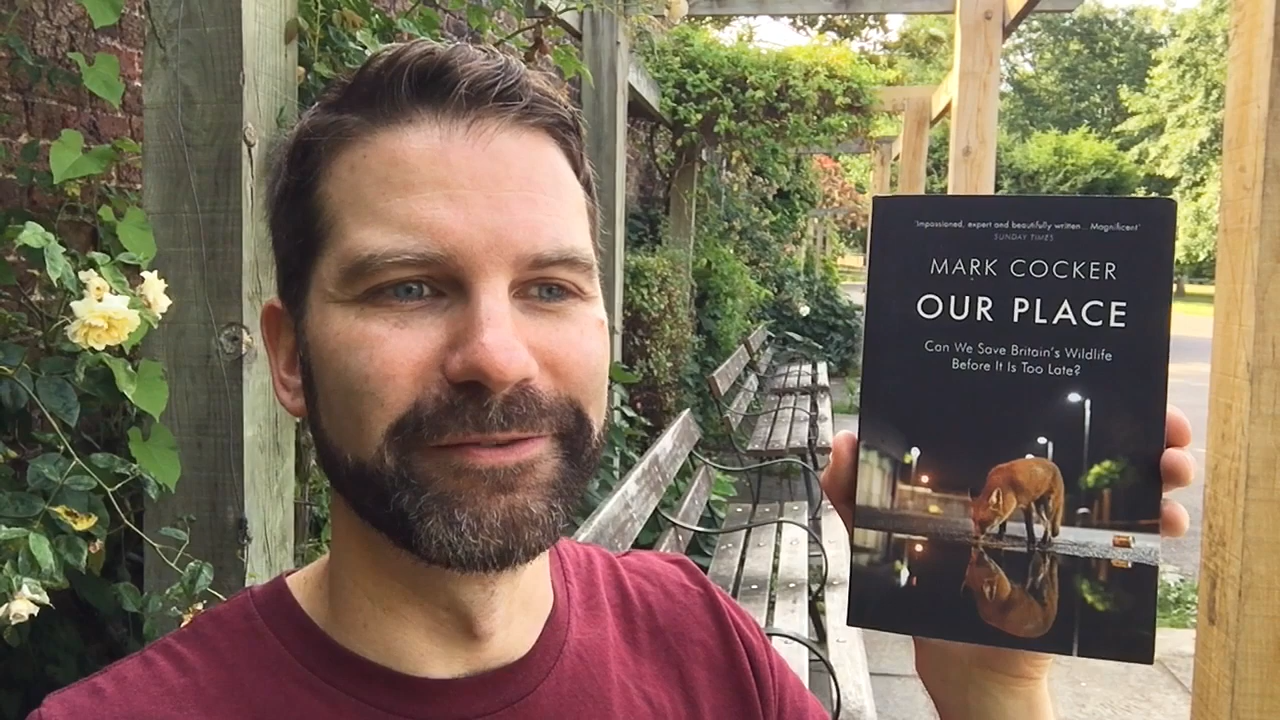 'Impassioned, expert and beautifully written... Magnificent'
SUNDAY TIMES
MARK COCKER
OUR PLACE
Can We Save Britain's Wildlife
Before It Is Too Late?